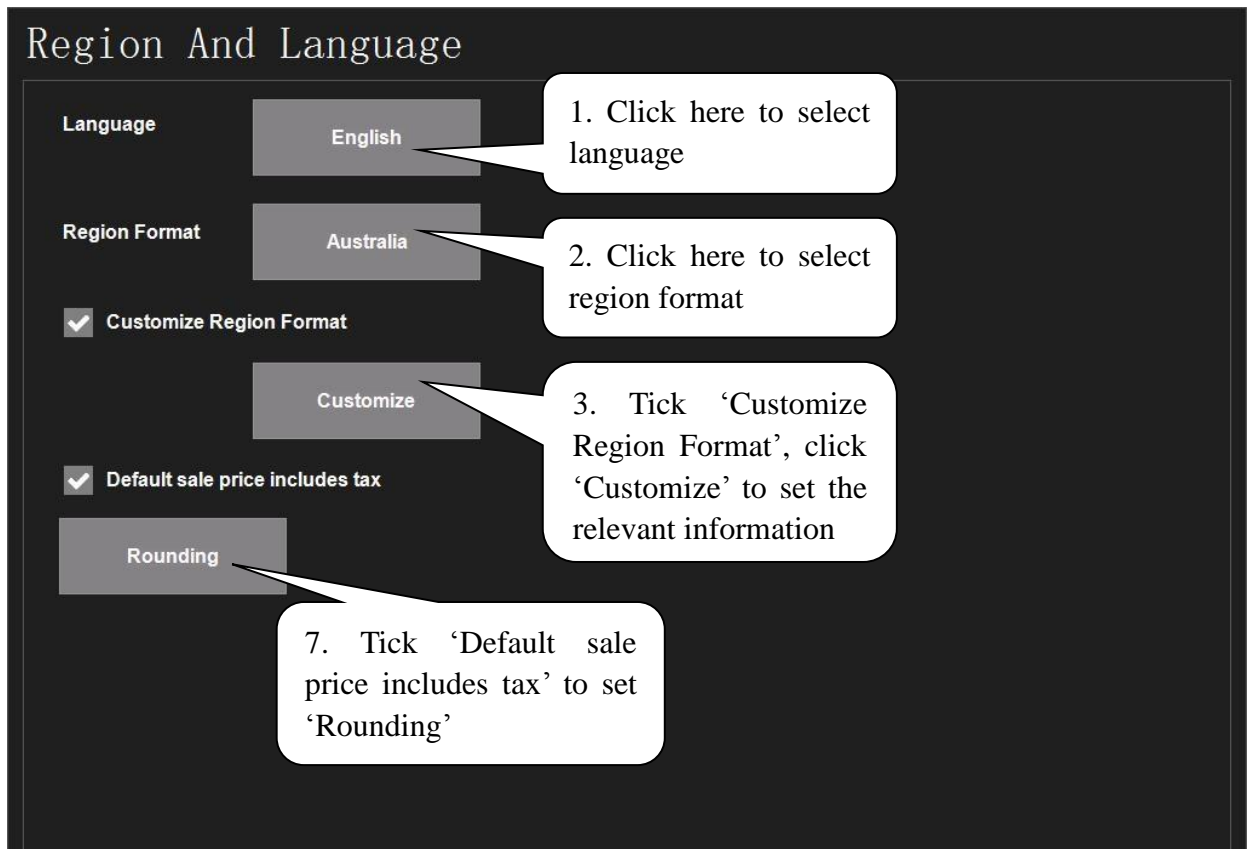 Region And Language
Language
English
1. Click here to select
language
Region Format
Australia
2. Click here to select
region format
Customize Region Format
Customize
3. Tick ‘Customize
Region Format’, click
‘Customize’ to set the
relevant information
Default sale price includes tax
Rounding
7. Tick ‘Default sale
price includes tax’ to set
‘Rounding’